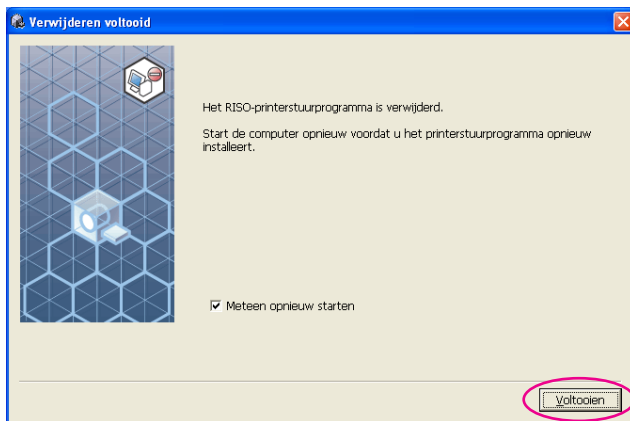 Verwijderen voltooid
Het RISO-printerstuurprogramma is verwijderd.
Start de computer opnieuw voordat u het printerstuurprogramma opnieuw
installeert.
Meteen opnieuw starten
Voltooien